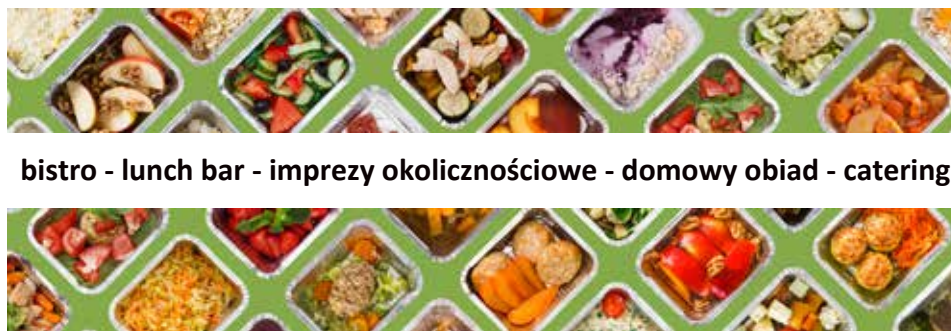 bistro - lunch bar - imprezy okolicznościowe - domowy obiad - catering